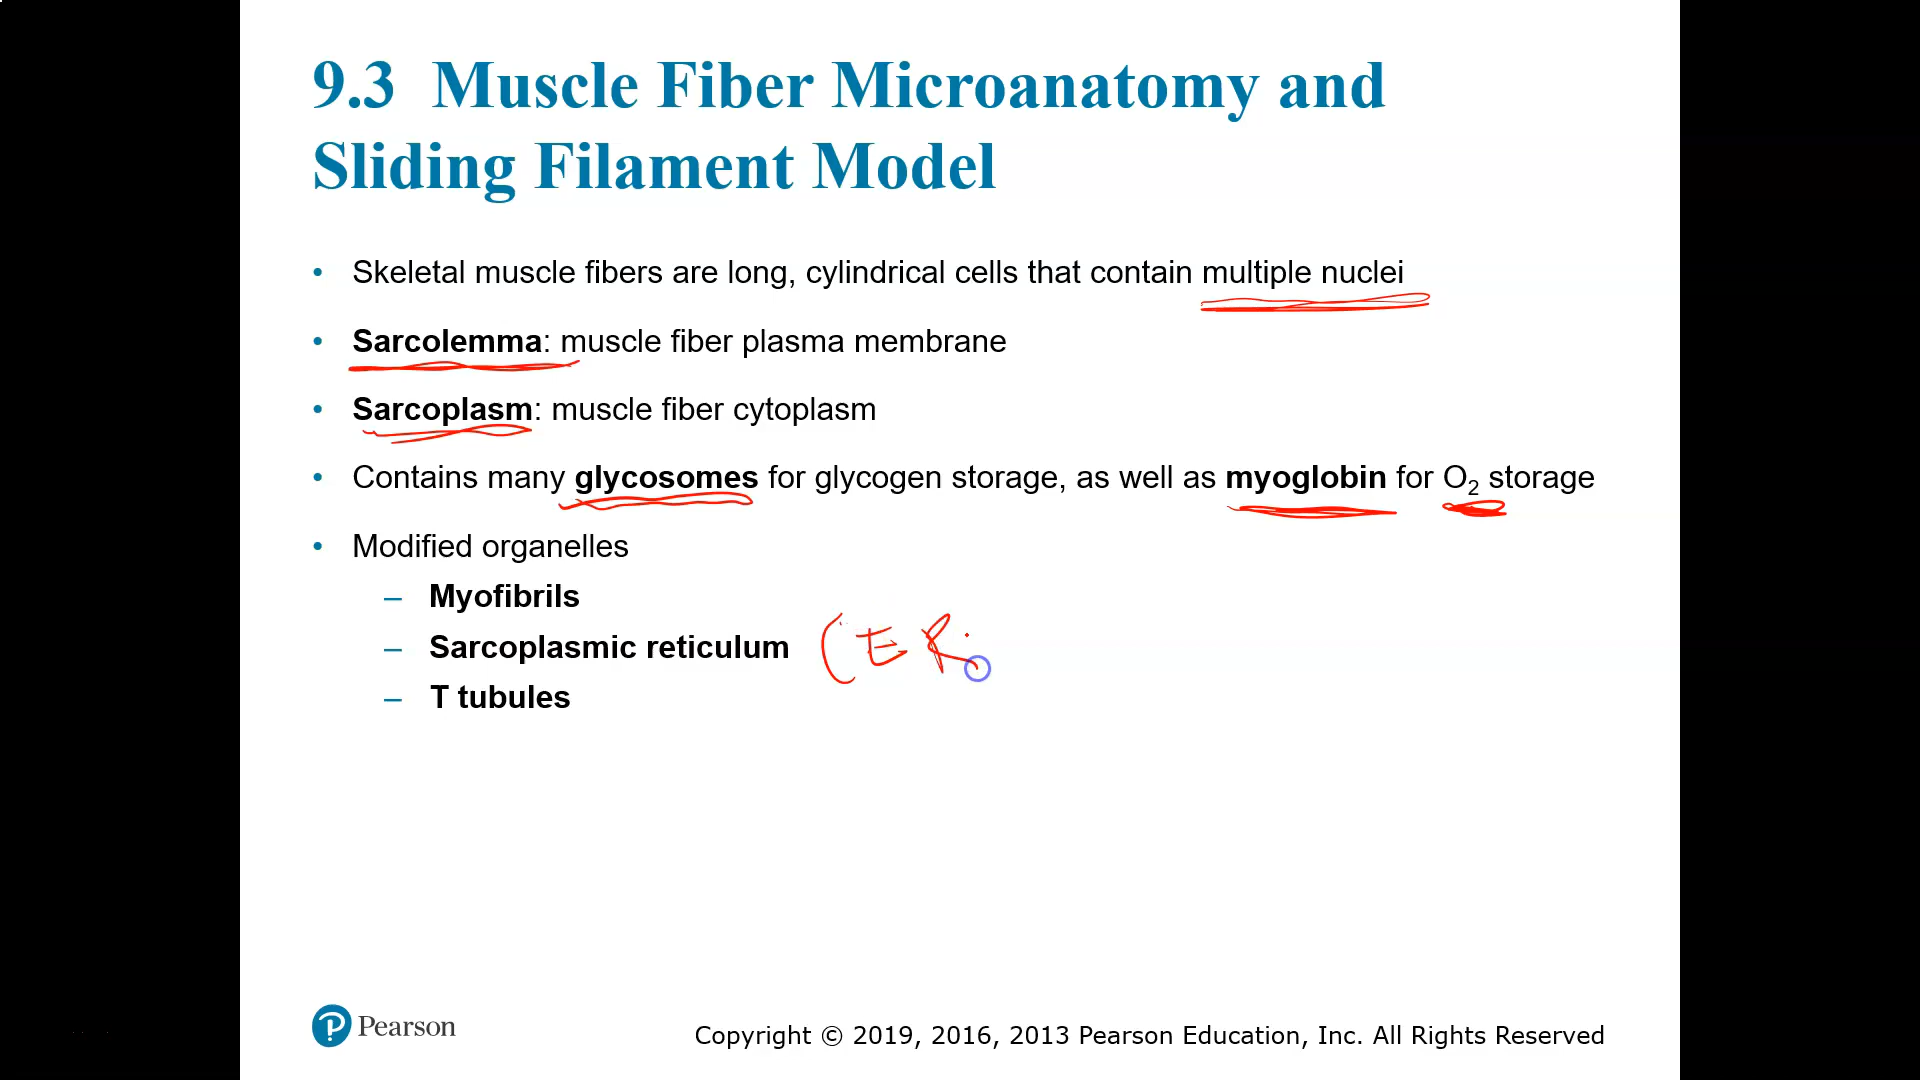 9.3 Muscle Fiber Microanatomy and
Sliding Filament Model
• Skeletal muscle fibers are long, cylindrical cells that contain multiple nuclei
• Sarcolemma: muscle fiber plasma membrane
• Sarcoplasm: muscle fiber cytoplasm
• Contains many glycosomes for glycogen storage, as well as myoglobin for O₂ storage
• Modified organelles
– Myofibrils
– Sarcoplasmic reticulum (ER
– T tubules
Pearson
Copyright © 2019, 2016, 2013 Pearson Education, Inc. All Rights Reserved